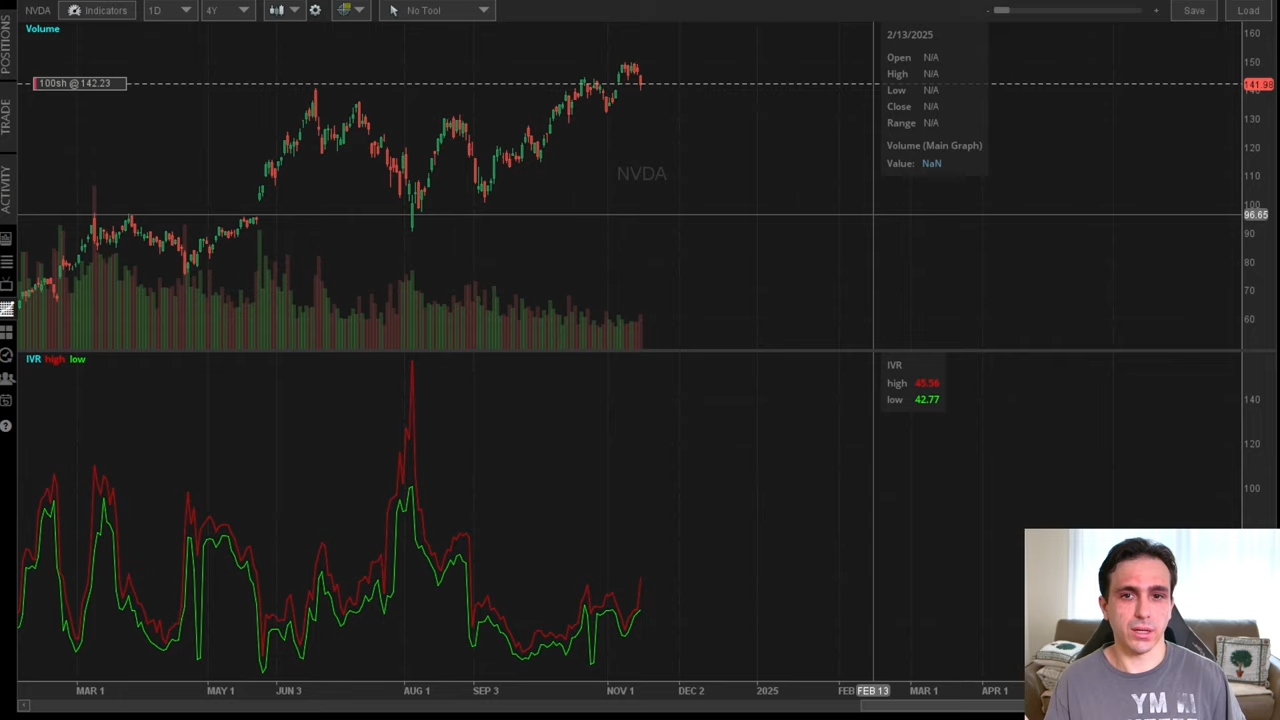 NVDA
Indicators
1D
4Y
No Tool
-
+
Save
Load
POSITIONS
TRADE
ACTIVITY
Volume
100sh @ 142.23
NVDA
2/13/2025
Open N/A
High N/A
Low N/A
Close N/A
Range N/A
Volume (Main Graph)
Value: NaN
160
150
141.98
130
120
110
100
96.65
90
80
70
60
IVR high low
IVR
high 45.56
low 42.77
140
120
100
MAR 1
MAY 1
JUN 3
AUG 1
SEP 3
NOV 1
DEC 2
2025
FEB
FEB 13
MAR 1
APR 1